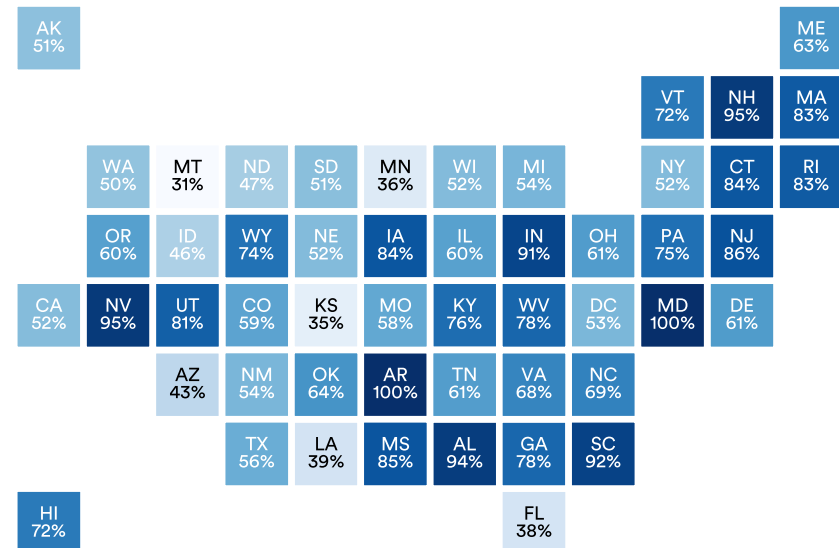 AK
51%
ME
63%
VT
72%
NH
95%
MA
83%
WA
50%
MT
31%
ND
47%
SD
51%
MN
36%
WI
52%
MI
54%
NY
52%
CT
84%
RI
83%
OR
60%
ID
46%
WY
74%
NE
52%
IA
84%
IL
60%
IN
91%
OH
61%
PA
75%
NJ
86%
CA
52%
NV
95%
UT
81%
CO
59%
KS
35%
MO
58%
KY
76%
WV
78%
DC
53%
MD
100%
DE
61%
AZ
43%
NM
54%
OK
64%
AR
100%
TN
61%
VA
68%
NC
69%
TX
56%
LA
39%
MS
85%
AL
94%
GA
78%
SC
92%
HI
72%
FL
38%